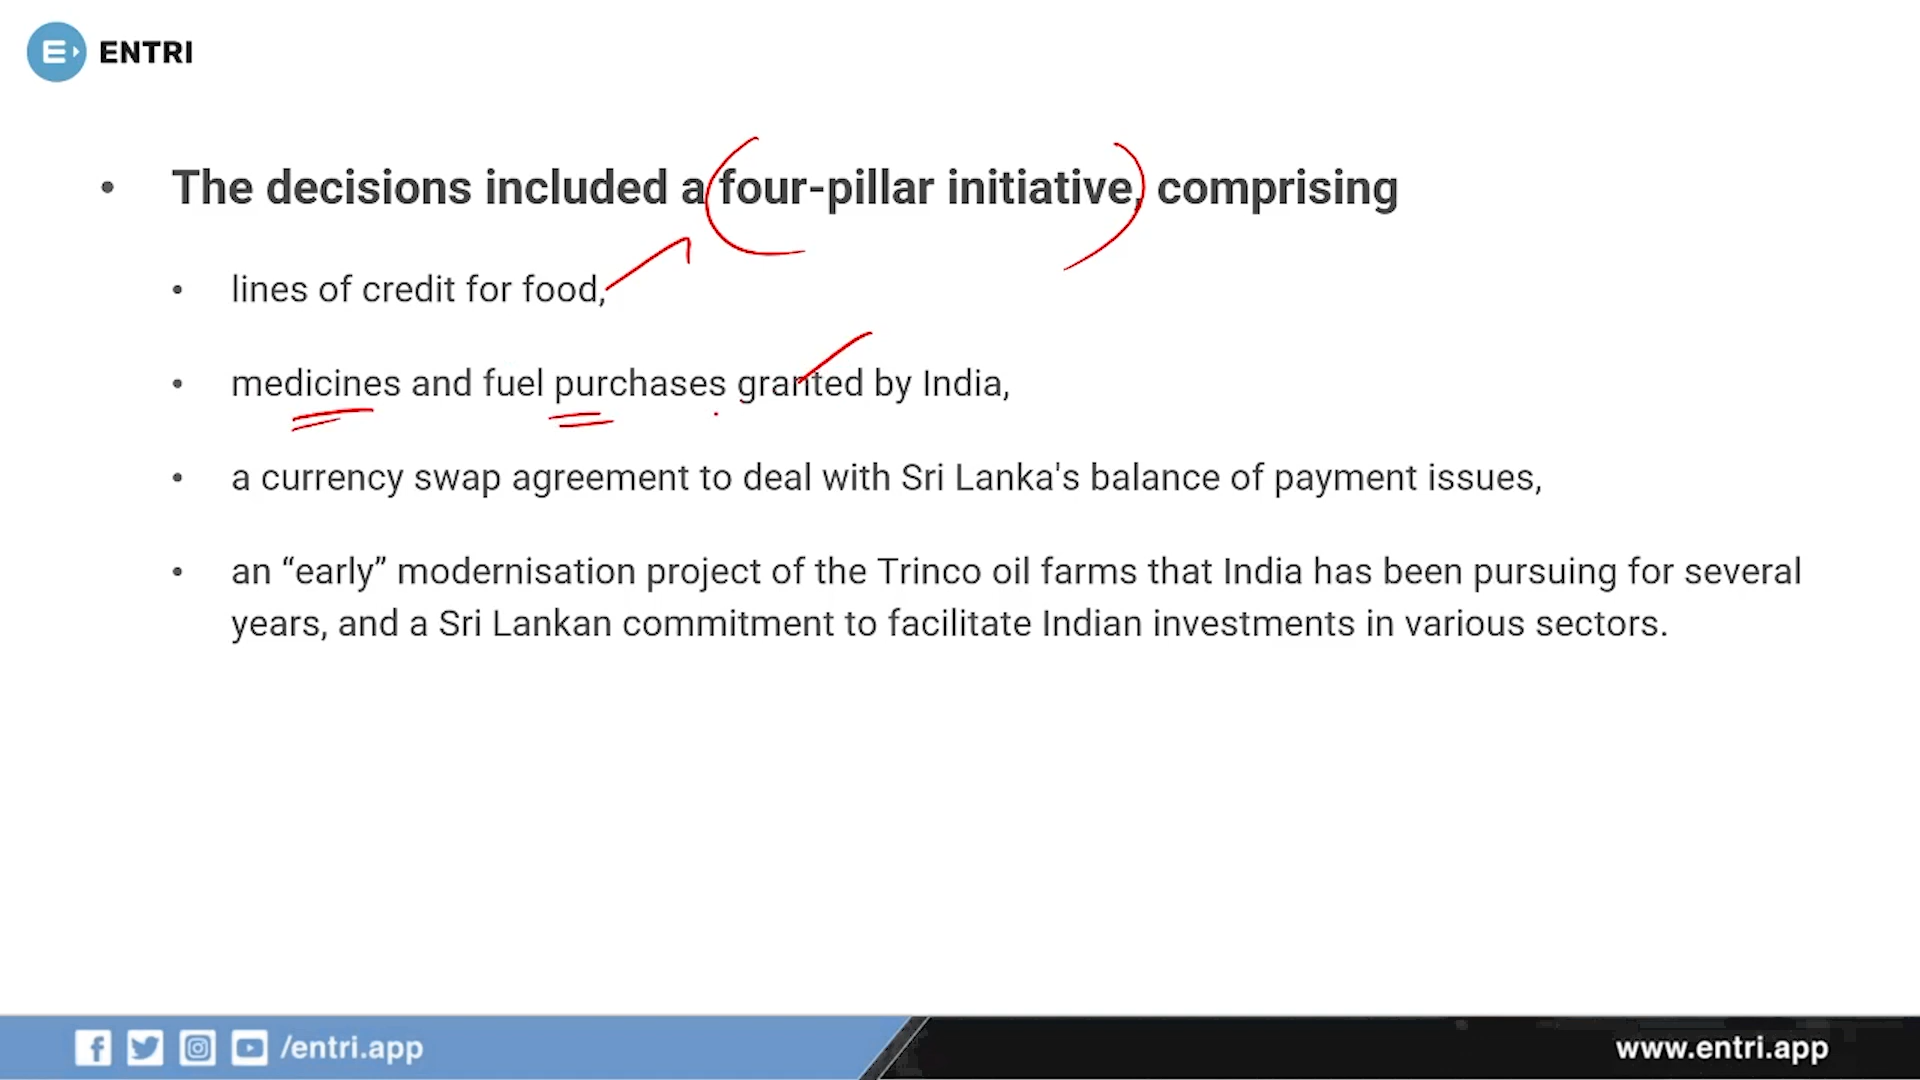 ENTRI
• The decisions included a four-pillar initiative, comprising
• lines of credit for food,
• medicines and fuel purchases granted by India,
• a currency swap agreement to deal with Sri Lanka's balance of payment issues,
• an “early” modernisation project of the Trinco oil farms that India has been pursuing for several
years, and a Sri Lankan commitment to facilitate Indian investments in various sectors.
/entri.app
www.entri.app